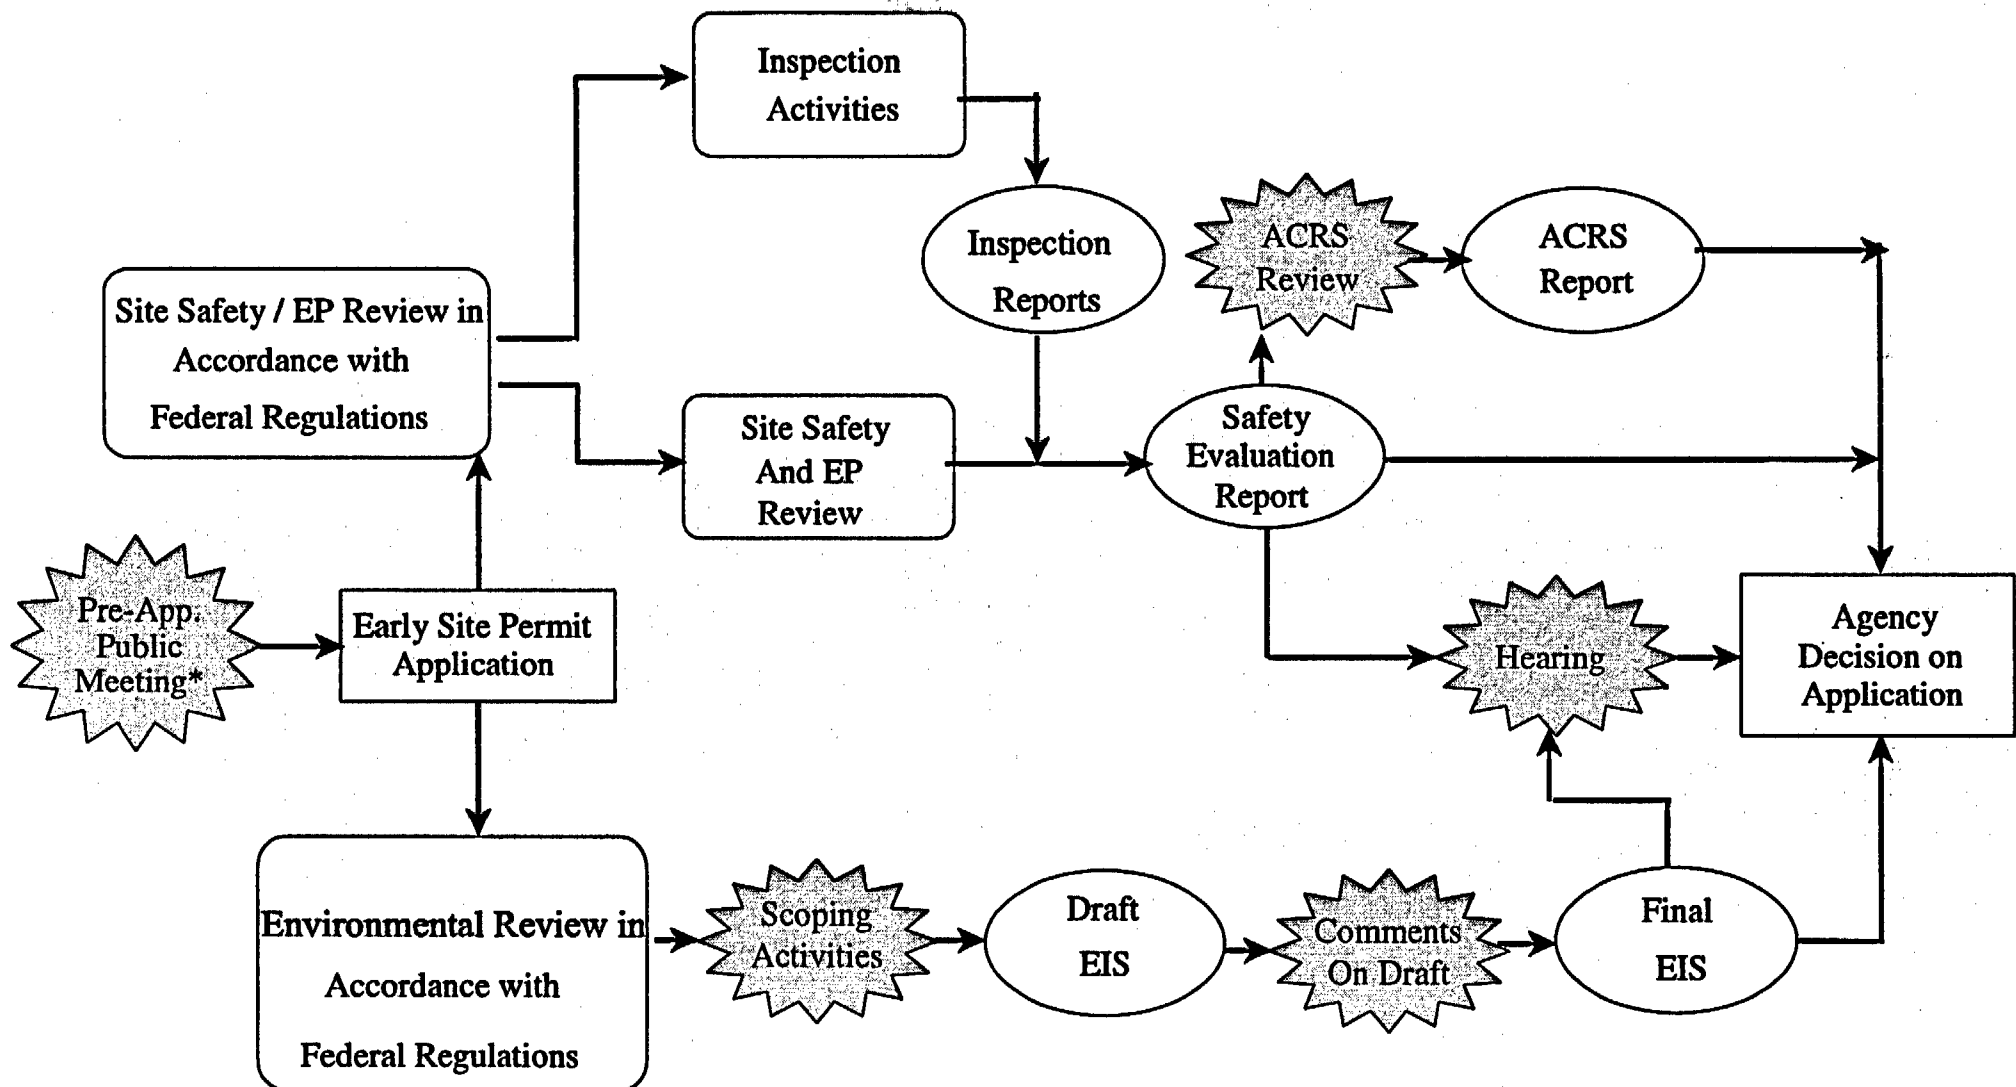 Inspection
Activities
Inspection
Reports
ACRS
Review
ACRS
Report
Site Safety / EP Review in
Accordance with
Federal Regulations
Site Safety
And EP
Review
Safety
Evaluation
Report
Pre-App.
Public
Meeting*
Early Site Permit
Application
Hearing
Agency
Decision on
Application
Environmental Review in
Accordance with
Federal Regulations
Scoping
Activities
Draft
EIS
Comments
On Draft
Final
EIS